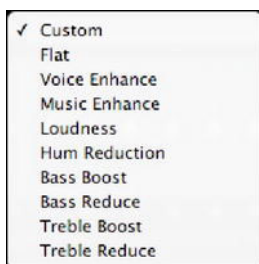 ✓ Custom
Flat
Voice Enhance
Music Enhance
Loudness
Hum Reduction
Bass Boost
Bass Reduce
Treble Boost
Treble Reduce